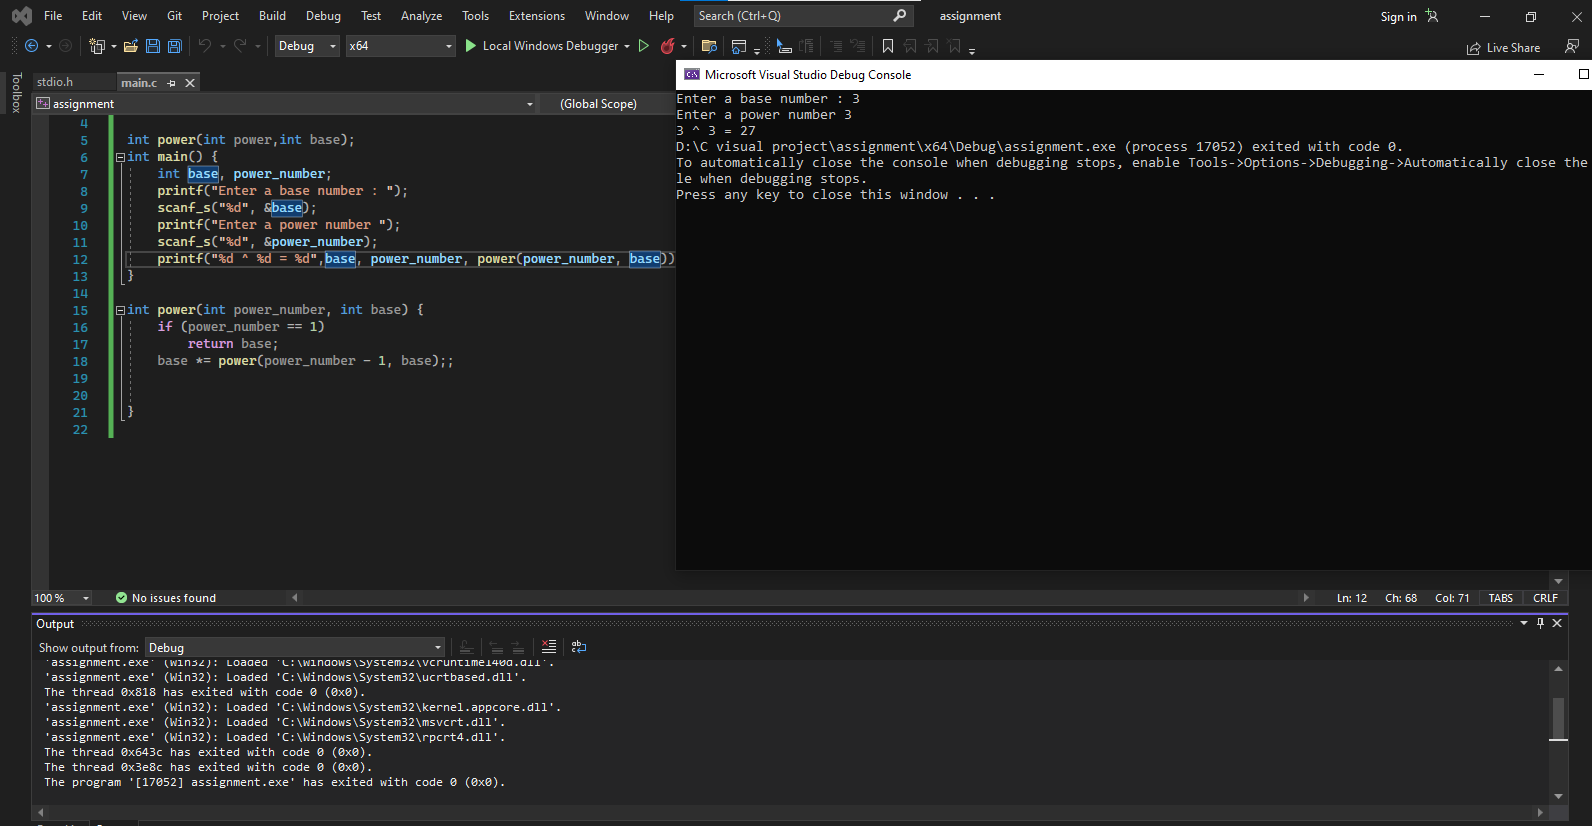 File Edit View Git Project Build Debug Test Analyze Tools Extensions Window Help Search (Ctrl+Q) assignment Sign in
Debug x64 Local Windows Debugger Live Share
Toolbox
stdio.h main.c
assignment (Global Scope)
4
5 int power(int power,int base);
6 int main() {
7 int base, power_number;
8 printf("Enter a base number : ");
9 scanf_s("%d", &base);
10 printf("Enter a power number ");
11 scanf_s("%d", &power_number);
12 printf("%d ^ %d = %d",base, power_number, power(power_number, base))
13 }
14
15 int power(int power_number, int base) {
16 if (power_number == 1)
17 return base;
18 base *= power(power_number - 1, base);;
19
20
21 }
22
Microsoft Visual Studio Debug Console
Enter a base number : 3
Enter a power number 3
3 ^ 3 = 27
D:\C visual project\assignment\x64\Debug\assignment.exe (process 17052) exited with code 0.
To automatically close the console when debugging stops, enable Tools->Options->Debugging->Automatically close the
le when debugging stops.
Press any key to close this window . . .
100 % No issues found Ln: 12 Ch: 68 Col: 71 TABS CRLF
Output
Show output from: Debug
'assignment.exe' (Win32): Loaded 'C:\Windows\System32\vcruntime140d.dll'.
'assignment.exe' (Win32): Loaded 'C:\Windows\System32\ucrtbased.dll'.
The thread 0x818 has exited with code 0 (0x0).
'assignment.exe' (Win32): Loaded 'C:\Windows\System32\kernel.appcore.dll'.
'assignment.exe' (Win32): Loaded 'C:\Windows\System32\msvcrt.dll'.
'assignment.exe' (Win32): Loaded 'C:\Windows\System32\rpcrt4.dll'.
The thread 0x643c has exited with code 0 (0x0).
The thread 0x3e8c has exited with code 0 (0x0).
The program '[17052] assignment.exe' has exited with code 0 (0x0).